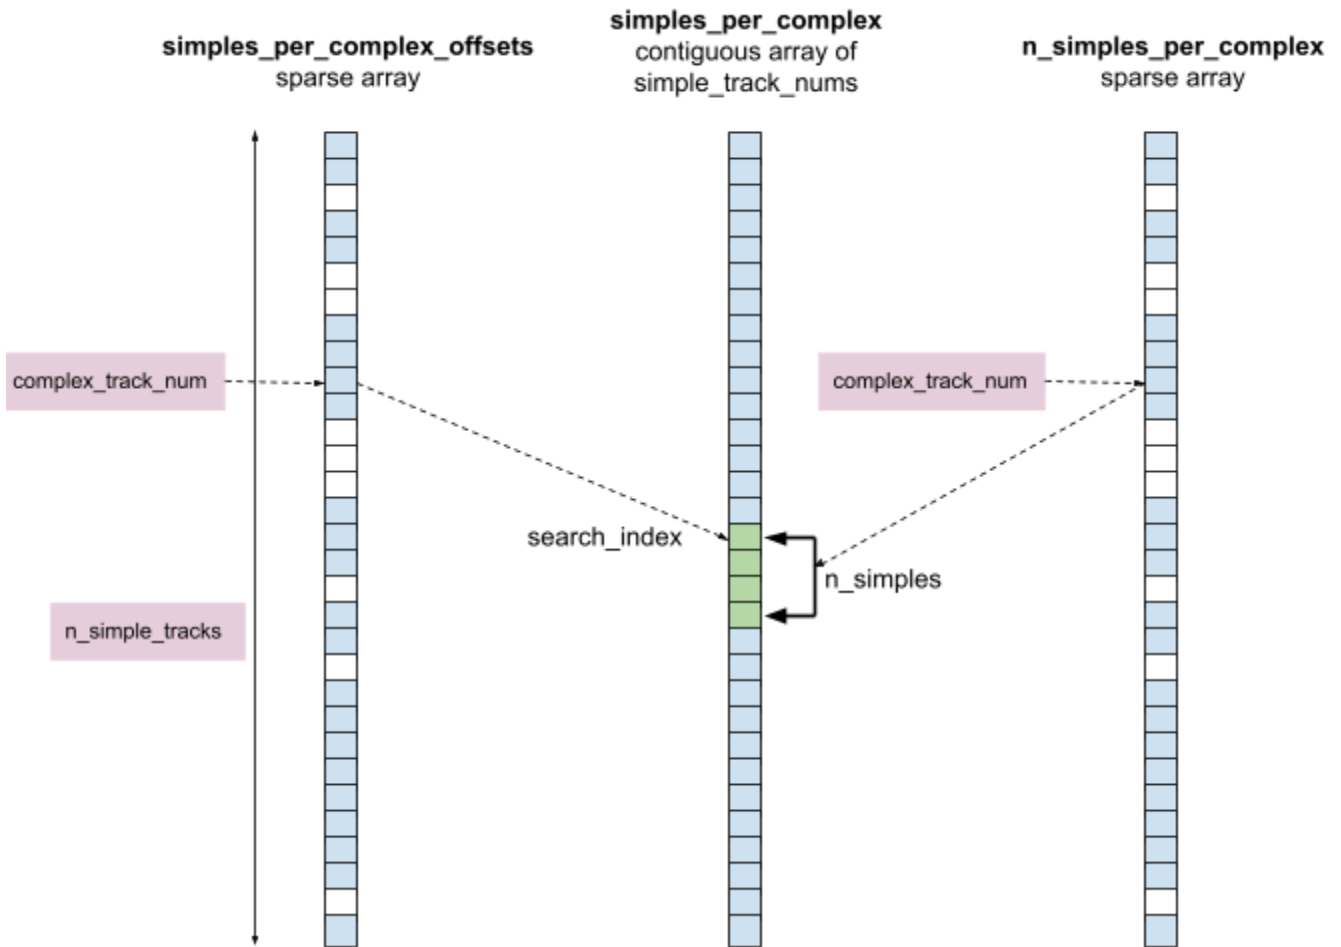 simples_per_complex_offsets
sparse array
simples_per_complex
contiguous array of
simple_track_nums
n_simples_per_complex
sparse array
complex_track_num
complex_track_num
search_index
n_simples
n_simple_tracks